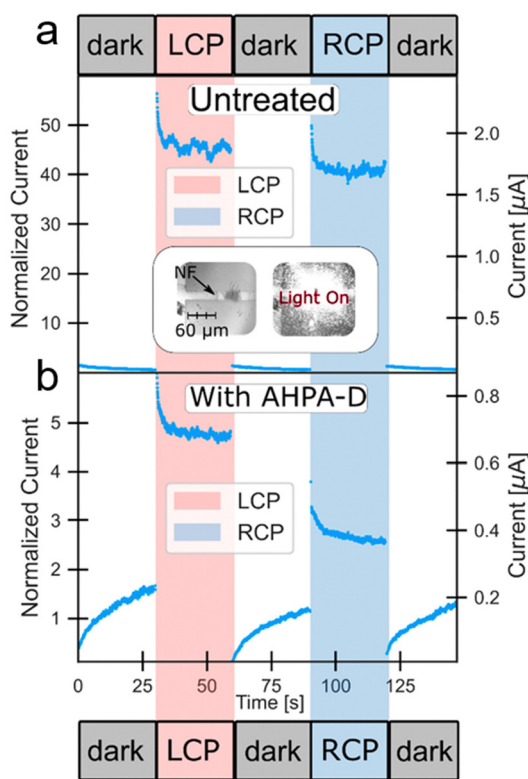 a
dark LCP dark RCP dark
Untreated
50
40
30
20
10
Normalized Current
2.0
1.5
1.0
0.5
Current [µA]
LCP
RCP
NF
60 µm
Light On
b
With AHPA-D
5
4
3
2
1
Normalized Current
0.8
0.6
0.4
0.2
Current [µA]
LCP
RCP
0 25 50 75 100 125
Time [s]
dark LCP dark RCP dark